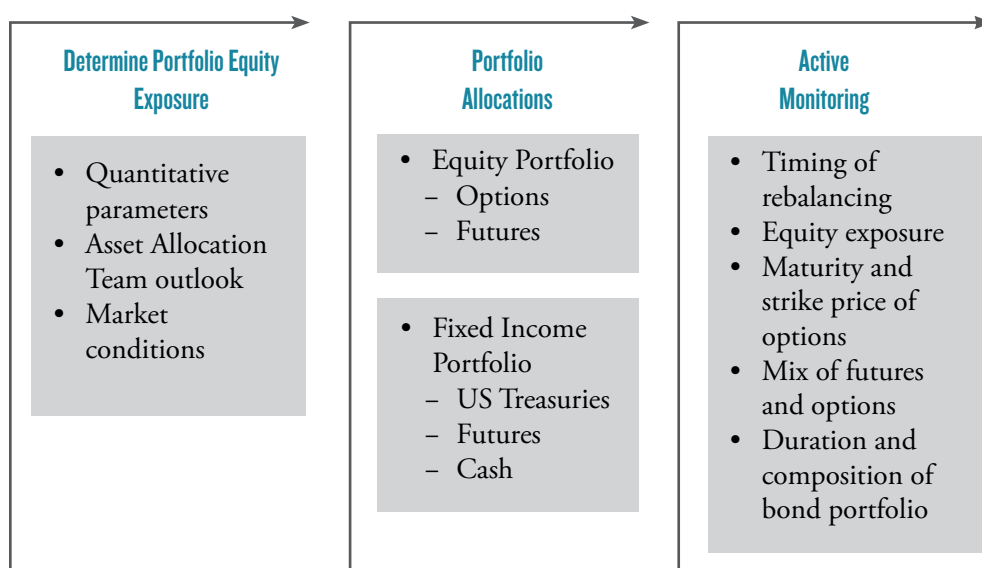 Determine Portfolio Equity
Exposure
• Quantitative
parameters
• Asset Allocation
Team outlook
• Market
conditions
Portfolio
Allocations
• Equity Portfolio
– Options
– Futures
• Fixed Income
Portfolio
– US Treasuries
– Futures
– Cash
Active
Monitoring
• Timing of
rebalancing
• Equity exposure
• Maturity and
strike price of
options
• Mix of futures
and options
• Duration and
composition of
bond portfolio